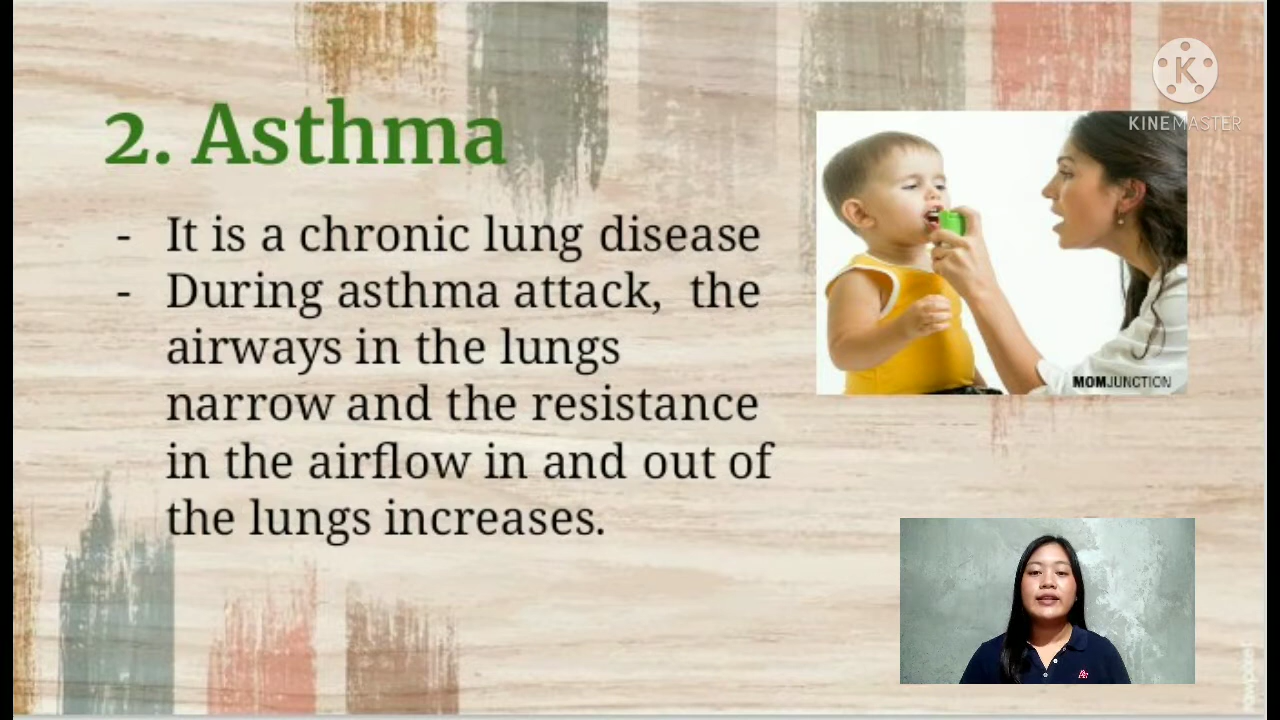 2. Asthma
- It is a chronic lung disease
- During asthma attack, the
airways in the lungs
narrow and the resistance
in the airflow in and out of
the lungs increases.
K
KINEMASTER
MOMJUNCTION
rawpixel